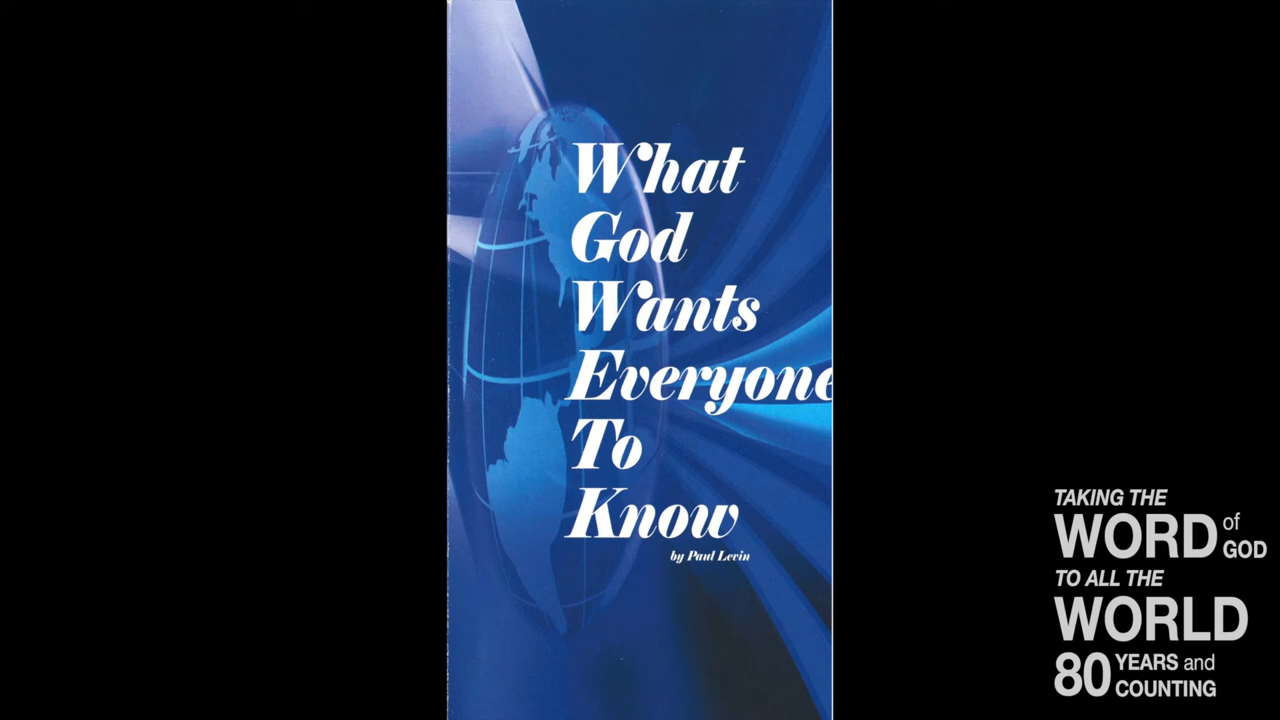 What
God
Wants
Everyone
To
Know
by Paul Levin
TAKING THE
WORD of GOD
TO ALL THE
WORLD
80 YEARS and COUNTING